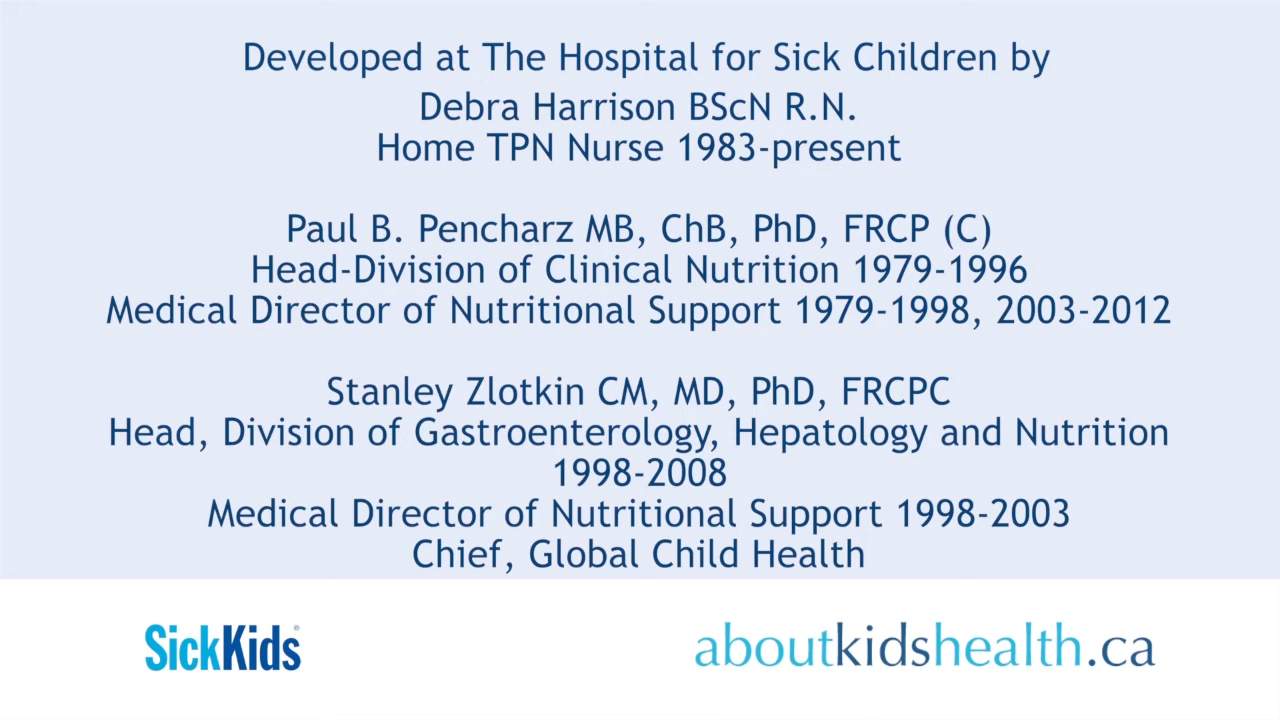 Developed at The Hospital for Sick Children by
Debra Harrison BScN R.N.
Home TPN Nurse 1983-present
Paul B. Pencharz MB, ChB, PhD, FRCP (C)
Head-Division of Clinical Nutrition 1979-1996
Medical Director of Nutritional Support 1979-1998, 2003-2012
Stanley Zlotkin CM, MD, PhD, FRCPC
Head, Division of Gastroenterology, Hepatology and Nutrition
1998-2008
Medical Director of Nutritional Support 1998-2003
Chief, Global Child Health
SickKids®
aboutkidshealth.ca